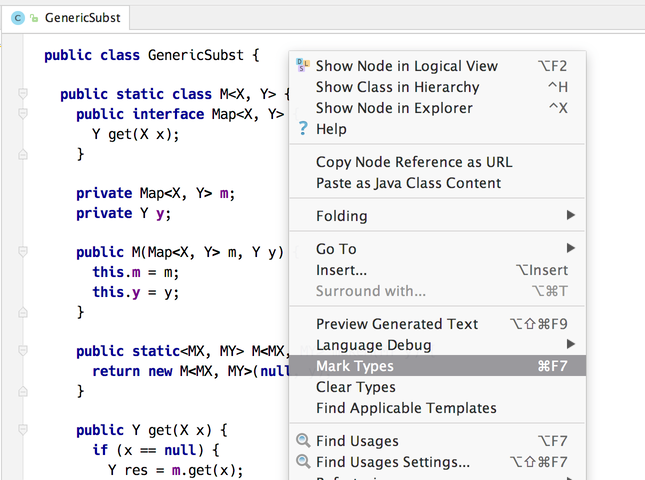 C GenericSubst
public class GenericSubst {
public static class M<X, Y> {
public interface Map<X, Y>
Y get(X x);
}
private Map<X, Y> m;
private Y y;
public M(Map<X, Y> m, Y y)
this.m = m;
this.y = y;
}
public static<MX, MY> M<MX,
return new M<MX, MY>(null
}
public Y get(X x) {
if (x == null) {
Y res = m.get(x);
Show Node in Logical View ⌥F2
Show Class in Hierarchy ^H
Show Node in Explorer ^X
? Help
Copy Node Reference as URL
Paste as Java Class Content
Folding
Go To
Insert... ⌥Insert
Surround with... ⌥⌘T
Preview Generated Text ⌥⇧⌘F9
Language Debug
Mark Types ⌘F7
Clear Types
Find Applicable Templates
Find Usages ⌥F7
Find Usages Settings... ⌥⇧⌘F7